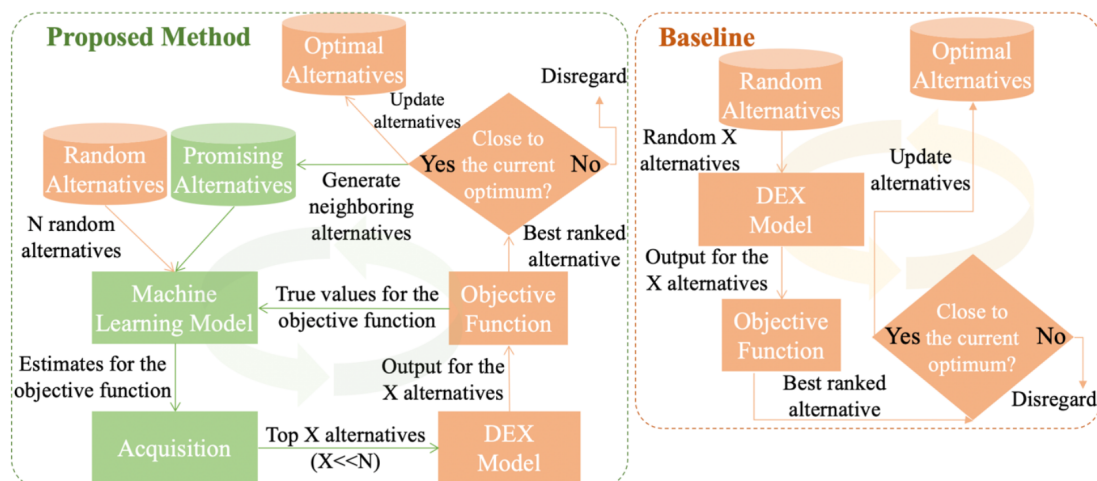 Proposed Method
Optimal
Alternatives
Disregard
Update
alternatives
Close to
the current
optimum?
Yes
No
Random
Alternatives
Promising
Alternatives
Generate
neighboring
alternatives
N random
alternatives
Best ranked
alternative
Machine
Learning Model
True values for the
objective function
Objective
Function
Estimates for the
objective function
Output for the
X alternatives
Acquisition
Top X alternatives
(X<<N)
DEX
Model
Baseline
Random
Alternatives
Optimal
Alternatives
Random X
alternatives
Update
alternatives
DEX
Model
Output for the
X alternatives
Objective
Function
Close to
the current
optimum?
Yes
No
Best ranked
alternative
Disregard